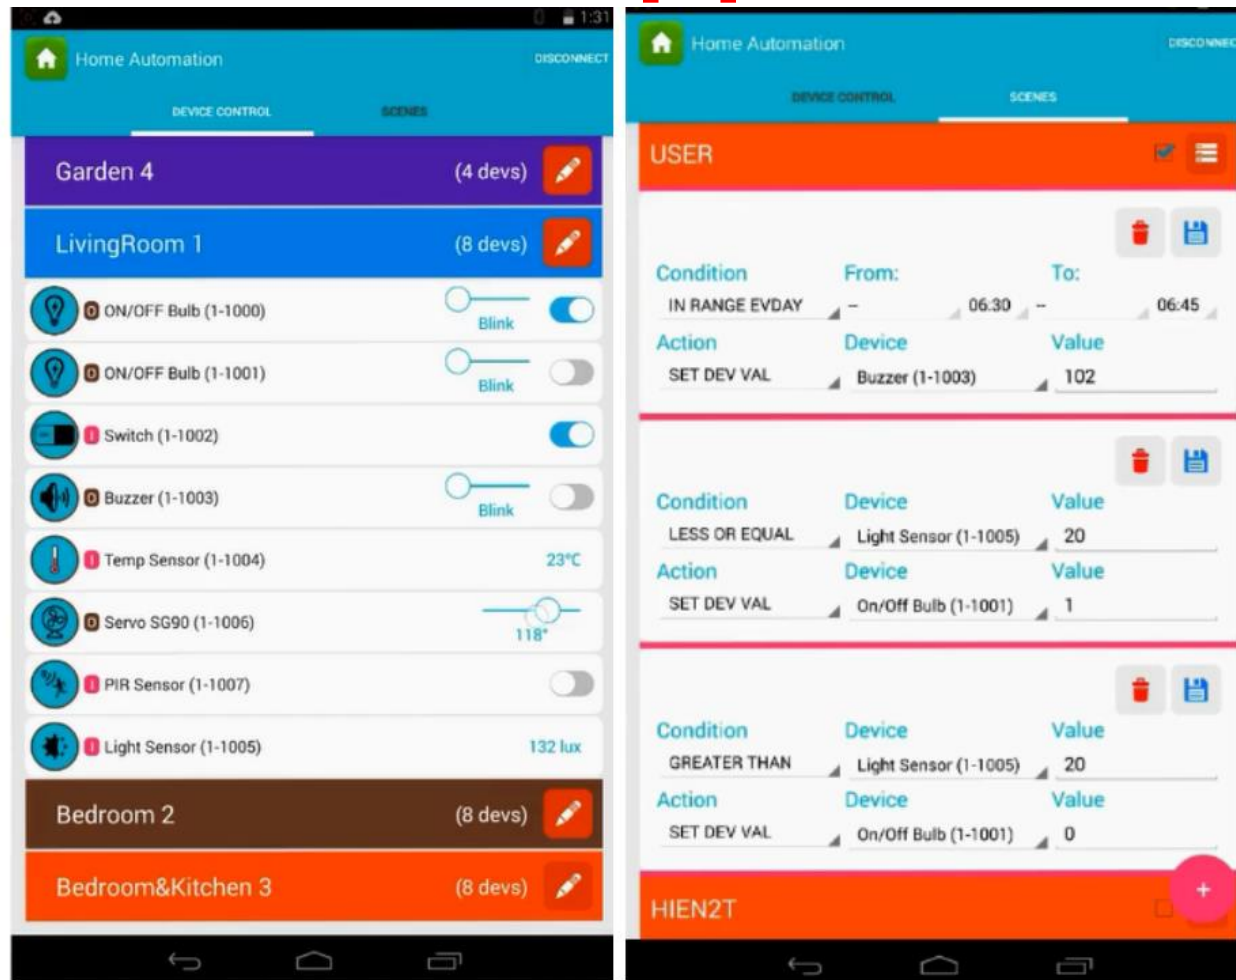 1:31
Home Automation
DISCONNECT
DEVICE CONTROL
SCENES
Garden 4
(4 devs)
LivingRoom 1
(8 devs)
O ON/OFF Bulb (1-1000)
Blink
O ON/OFF Bulb (1-1001)
Blink
I Switch (1-1002)
O Buzzer (1-1003)
Blink
I Temp Sensor (1-1004)
23°C
O Servo SG90 (1-1006)
118°
I PIR Sensor (1-1007)
I Light Sensor (1-1005)
132 lux
Bedroom 2
(8 devs)
Bedroom&Kitchen 3
(8 devs)
Home Automation
DISCONNEC
DEVICE CONTROL
SCENES
USER
Condition From: To:
IN RANGE EVDAY -- 06:30 -- 06:45
Action Device Value
SET DEV VAL Buzzer (1-1003) 102
Condition Device Value
LESS OR EQUAL Light Sensor (1-1005) 20
Action Device Value
SET DEV VAL On/Off Bulb (1-1001) 1
Condition Device Value
GREATER THAN Light Sensor (1-1005) 20
Action Device Value
SET DEV VAL On/Off Bulb (1-1001) 0
+
HIEN2T